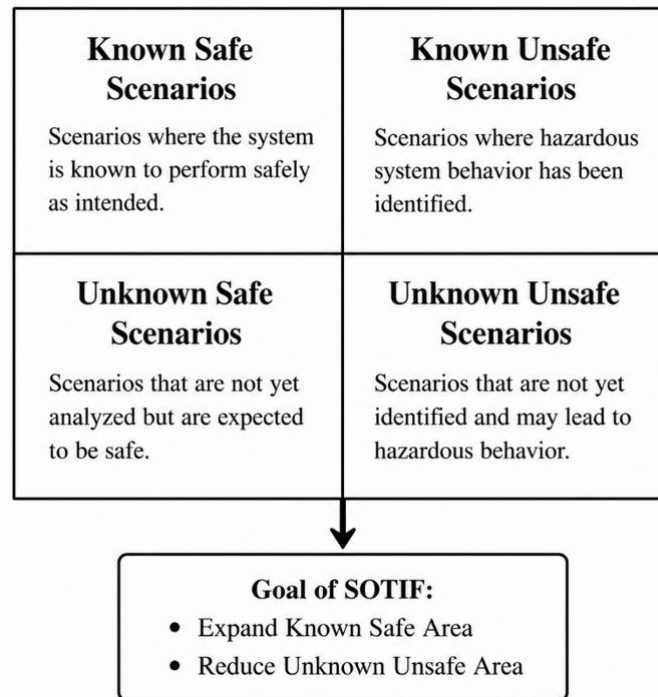 Known Safe
Scenarios
Scenarios where the system
is known to perform safely
as intended.
Known Unsafe
Scenarios
Scenarios where hazardous
system behavior has been
identified.
Unknown Safe
Scenarios
Scenarios that are not yet
analyzed but are expected
to be safe.
Unknown Unsafe
Scenarios
Scenarios that are not yet
identified and may lead to
hazardous behavior.
Goal of SOTIF:
• Expand Known Safe Area
• Reduce Unknown Unsafe Area